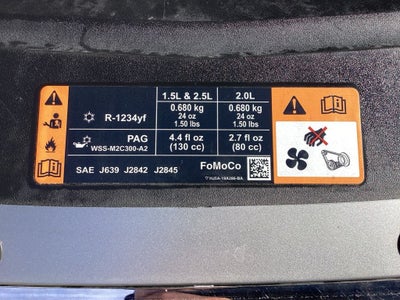 1.5L & 2.5L 2.0L
R-1234yf
0.680 kg 0.680 kg
24 oz 24 oz
1.50 lbs 1.50 lbs
PAG 4.4 fl oz 2.7 fl oz
WSS-M2C300-A2 (130 cc) (80 cc)
SAE J639 J2842 J2845 FoMoCo